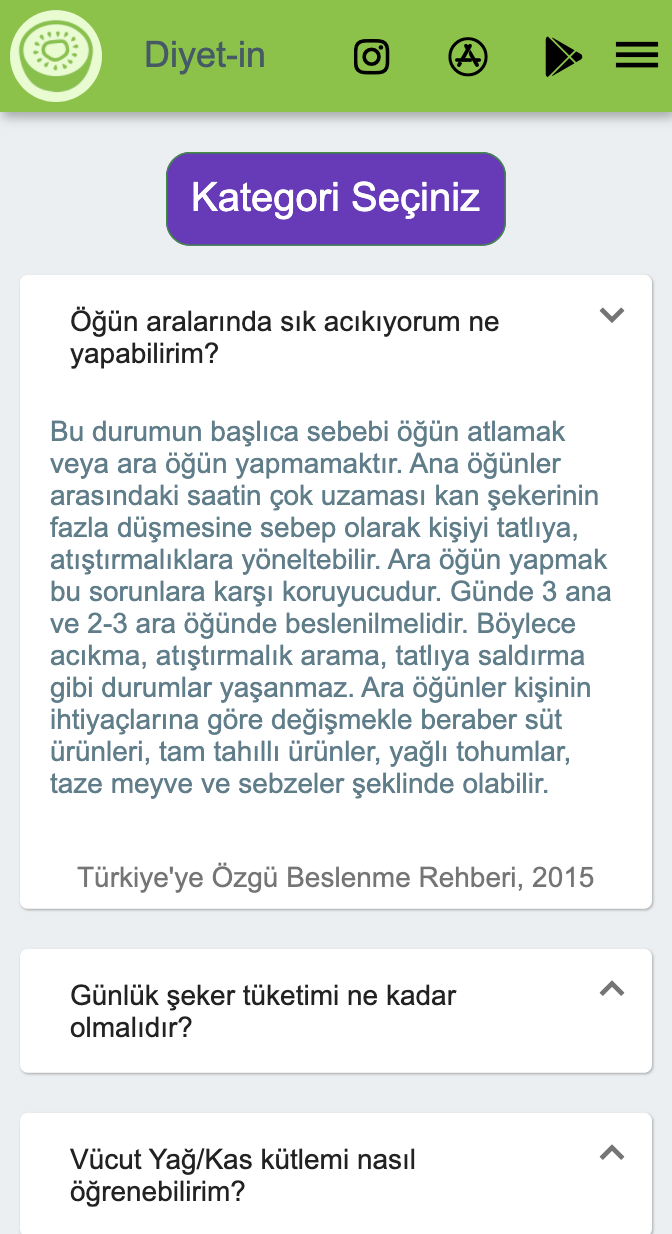 Diyet-in
Kategori Seçiniz
Öğün aralarında sık acıkıyorum ne
yapabilirim?
Bu durumun başlıca sebebi öğün atlamak
veya ara öğün yapmamaktır. Ana öğünler
arasındaki saatin çok uzaması kan şekerinin
fazla düşmesine sebep olarak kişiyi tatlıya,
atıştırmalıklara yöneltebilir. Ara öğün yapmak
bu sorunlara karşı koruyucudur. Günde 3 ana
ve 2-3 ara öğünde beslenilmelidir. Böylece
acıkma, atıştırmalık arama, tatlıya saldırma
gibi durumlar yaşanmaz. Ara öğünler kişinin
ihtiyaçlarına göre değişmekle beraber süt
ürünleri, tam tahıllı ürünler, yağlı tohumlar,
taze meyve ve sebzeler şeklinde olabilir.
Türkiye'ye Özgü Beslenme Rehberi, 2015
Günlük şeker tüketimi ne kadar
olmalıdır?
Vücut Yağ/Kas kütlemi nasıl
öğrenebilirim?